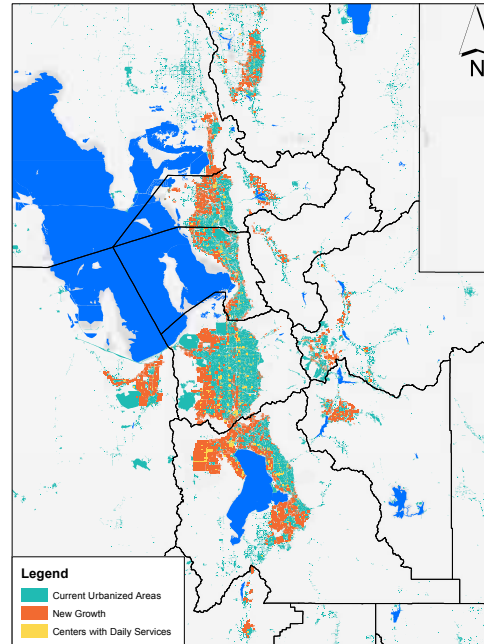 N
Legend
Current Urbanized Areas
New Growth
Centers with Daily Services